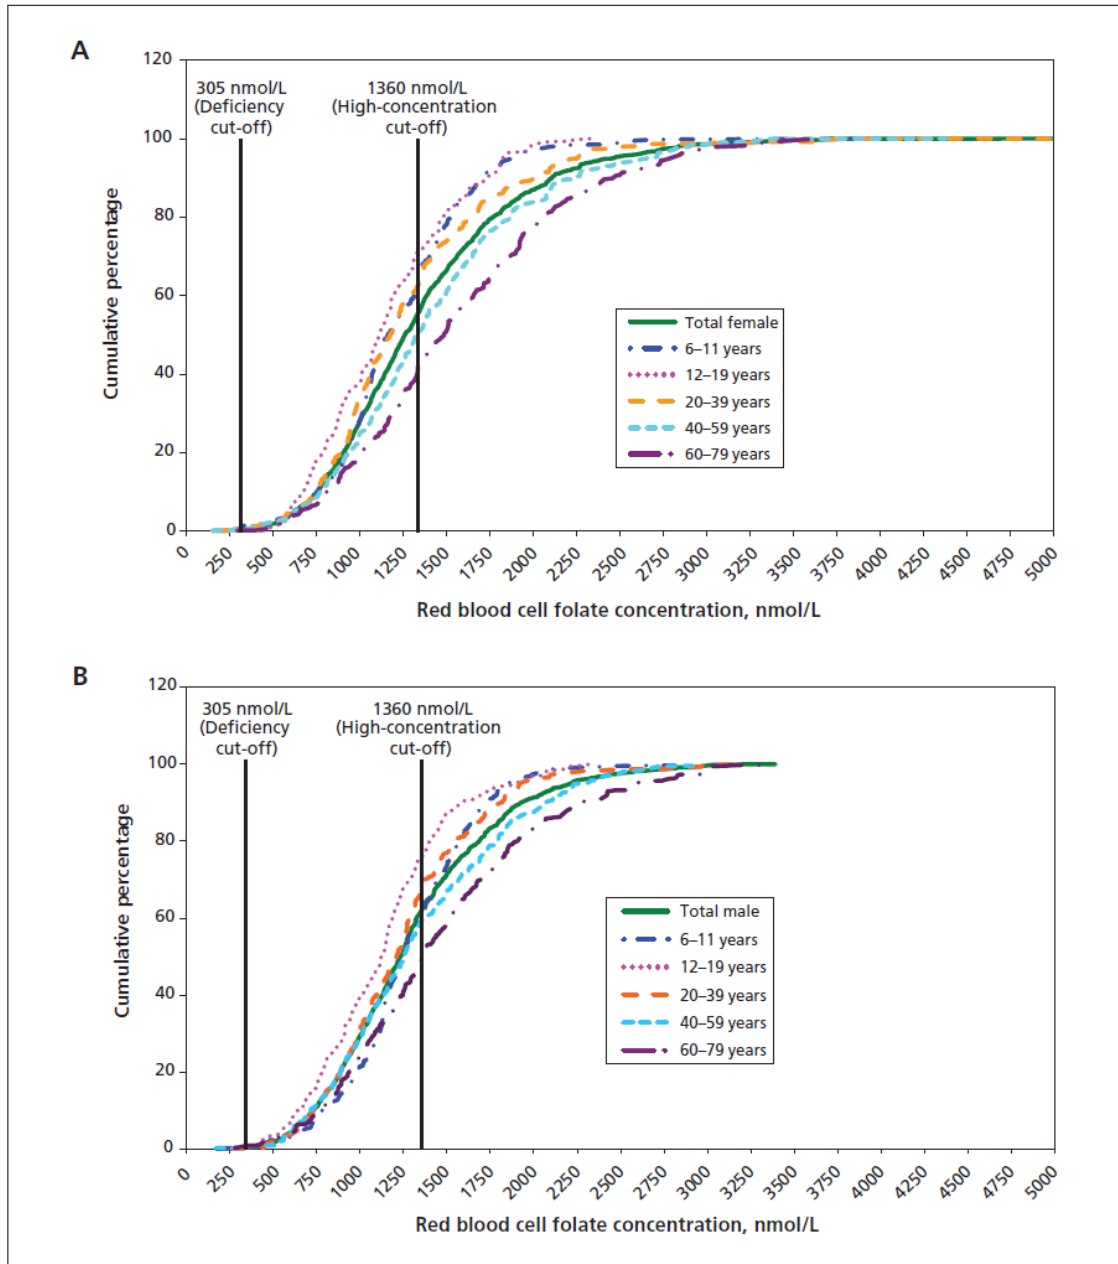 A
120
100
80
60
40
20
0
Cumulative percentage
305 nmol/L
(Deficiency
cut-off)
1360 nmol/L
(High-concentration
cut-off)
Total female
6–11 years
12–19 years
20–39 years
40–59 years
60–79 years
0 250 500 750 1000 1250 1500 1750 2000 2250 2500 2750 3000 3250 3500 3750 4000 4250 4500 4750 5000
Red blood cell folate concentration, nmol/L
B
120
100
80
60
40
20
0
Cumulative percentage
305 nmol/L
(Deficiency
cut-off)
1360 nmol/L
(High-concentration
cut-off)
Total male
6–11 years
12–19 years
20–39 years
40–59 years
60–79 years
0 250 500 750 1000 1250 1500 1750 2000 2250 2500 2750 3000 3250 3500 3750 4000 4250 4500 4750 5000
Red blood cell folate concentration, nmol/L